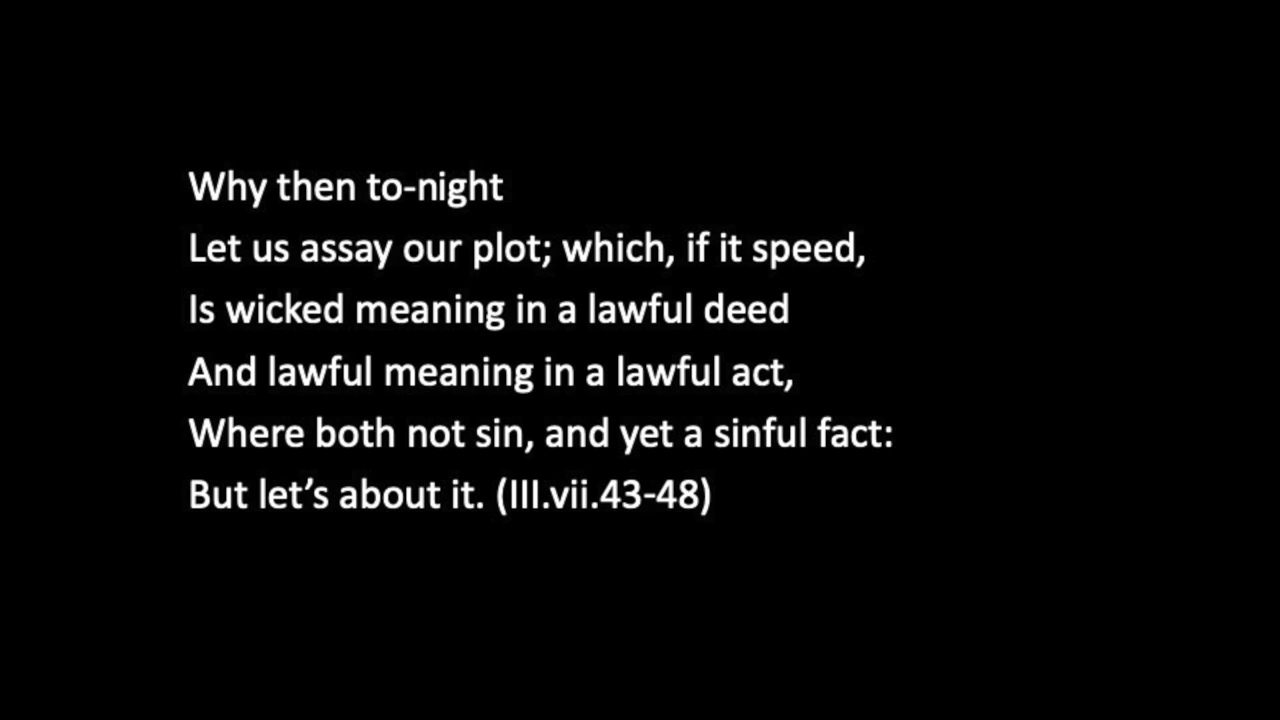 Why then to-night
Let us assay our plot; which, if it speed,
Is wicked meaning in a lawful deed
And lawful meaning in a lawful act,
Where both not sin, and yet a sinful fact:
But let’s about it. (III.vii.43-48)